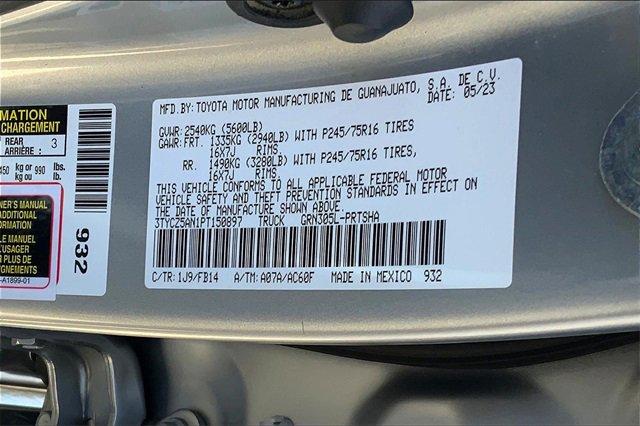 MFD.BY: TOYOTA MOTOR MANUFACTURING DE GUANAJUATO, S.A. DE C.V.
DATE: 05/23
GVWR: 2540KG (5600LB)
GAWR: FRT. 1335KG (2940LB) WITH P245/75R16 TIRES,
16X7J RIMS,
RR. 1490KG (3280LB) WITH P245/75R16 TIRES,
16X7J RIMS
THIS VEHICLE CONFORMS TO ALL APPLICABLE FEDERAL MOTOR
VEHICLE SAFETY AND THEFT PREVENTION STANDARDS IN EFFECT ON
THE DATE OF MANUFACTURE SHOWN ABOVE
3TYCZ5AN1PT150897 TRUCK GRN305L-PRTSHA
C/TR: 1J9/FB14 A/TM: A07A/AC60F MADE IN MEXICO 932
CHARGEMENT
REAR
ARRIÈRE : 3
kg or 990 lbs.
kg ou lb.
932
NER'S MANUAL
ADDITIONAL
FORMATION
LE MANUEL
'USAGER
PLUS DE
-A1899-01